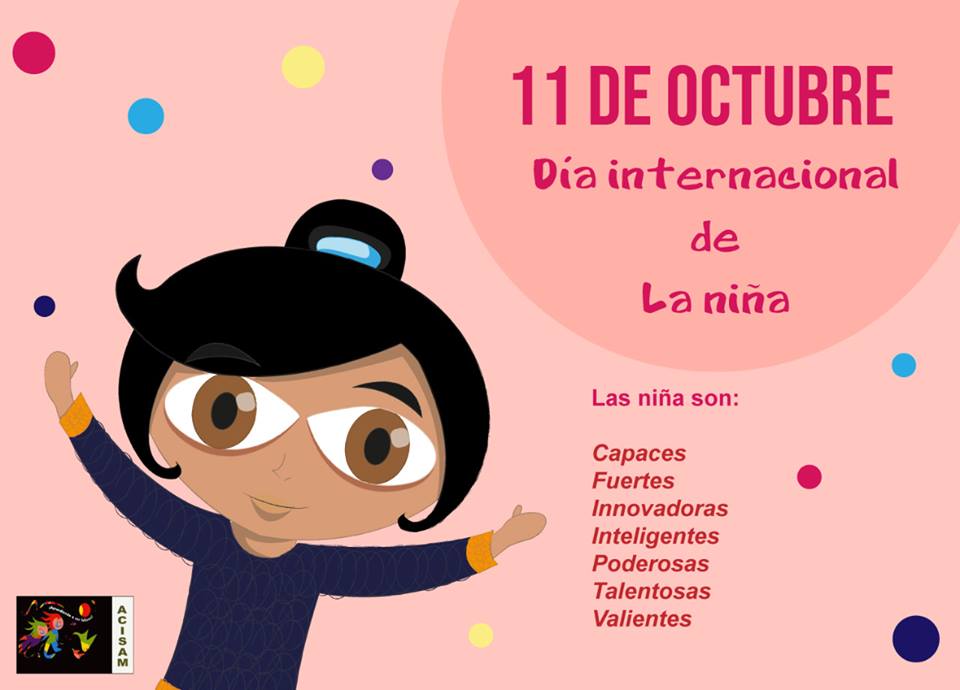 11 DE OCTUBRE
Día internacional
de
La niña
Las niña son:
Capaces
Fuertes
Innovadoras
Inteligentes
Poderosas
Talentosas
Valientes
ACISAM